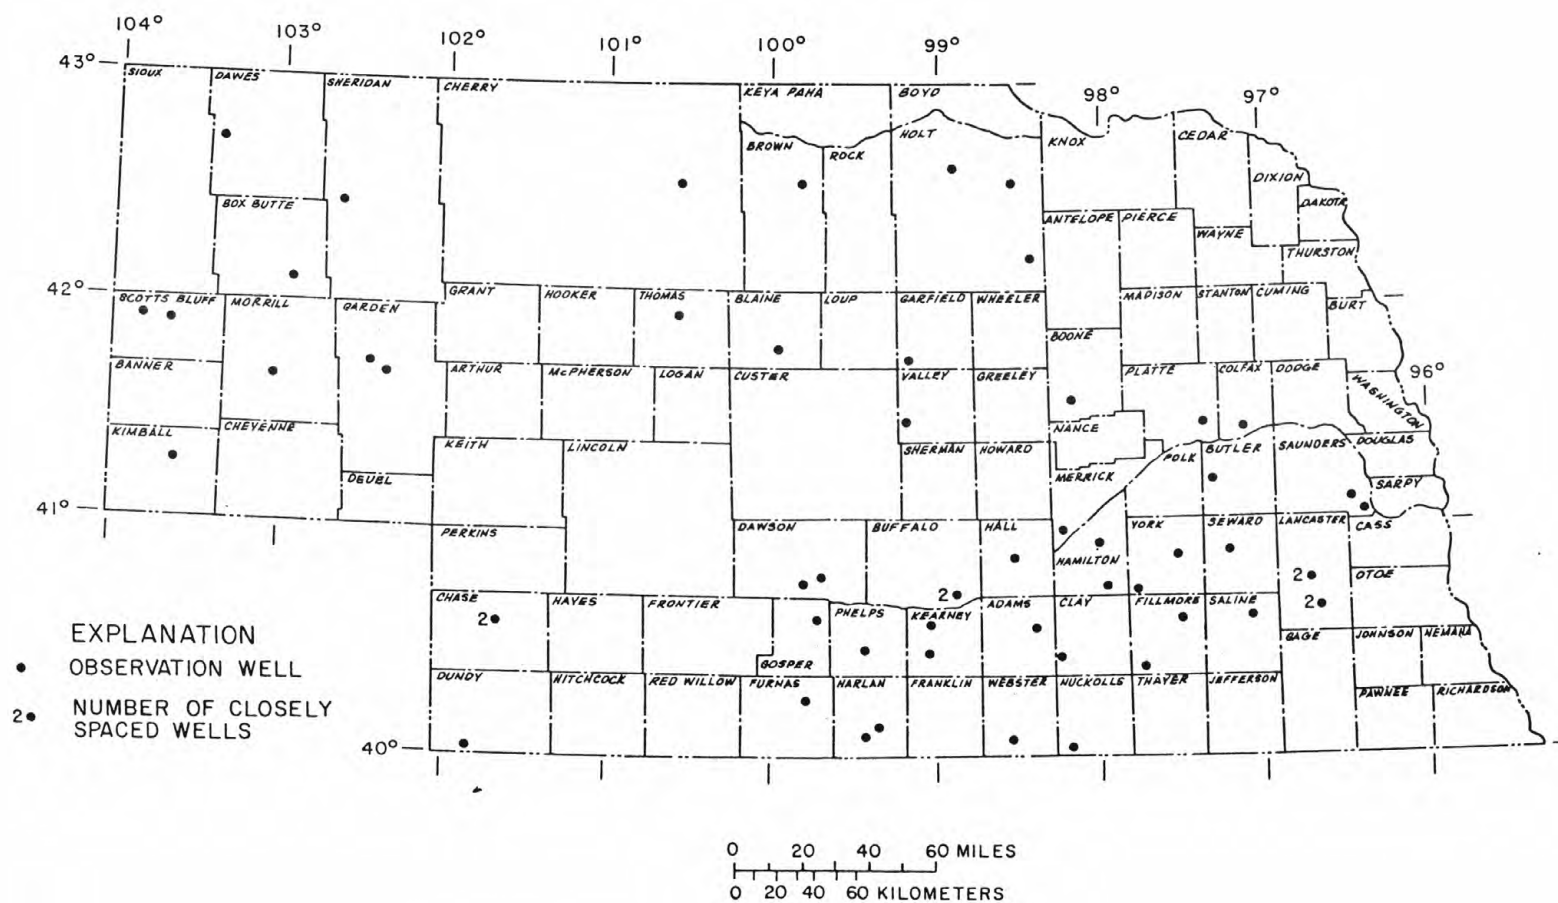 104° 103° 102° 101° 100° 99°
43°
98° 97°
SIOUX DAWES SHERIDAN CHERRY KEYA PAHA BOYD
BROWN ROCK HOLT KNOX CEDAR
DIXION
DAKOTA
BOX BUTTE ANTELOPE PIERCE WAYNE
THURSTON
42°
SCOTTS BLUFF MORRILL GARDEN GRANT HOOKER THOMAS BLAINE LOUP GARFIELD WHEELER MADISON STANTON CUMING BURT
BOONE
BANNER ARTHUR McPHERSON LOGAN CUSTER VALLEY GREELEY PLATTE COLFAX DODGE WASHINGTON 96°
KIMBALL CHEYENNE KEITH LINCOLN NANCE
SHERMAN HOWARD MERRICK POLK BUTLER SAUNDERS DOUGLAS
DEUEL SARPY
41°
PERKINS DAWSON BUFFALO HALL HAMILTON YORK SEWARD LANCASTER CASS
OTOE
2
2
CHASE HAYES FRONTIER PHELPS KEARNEY ADAMS CLAY FILLMORE SALINE
2
2
GAGE JOHNSON NEMAHA
GOSPER
DUNDY HITCHCOCK RED WILLOW FURNAS HARLAN FRANKLIN WEBSTER NUCKOLLS THAYER JEFFERSON PAWNEE RICHARDSON
40°
EXPLANATION
OBSERVATION WELL
2 NUMBER OF CLOSELY
SPACED WELLS
0 20 40 60 MILES
0 20 40 60 KILOMETERS